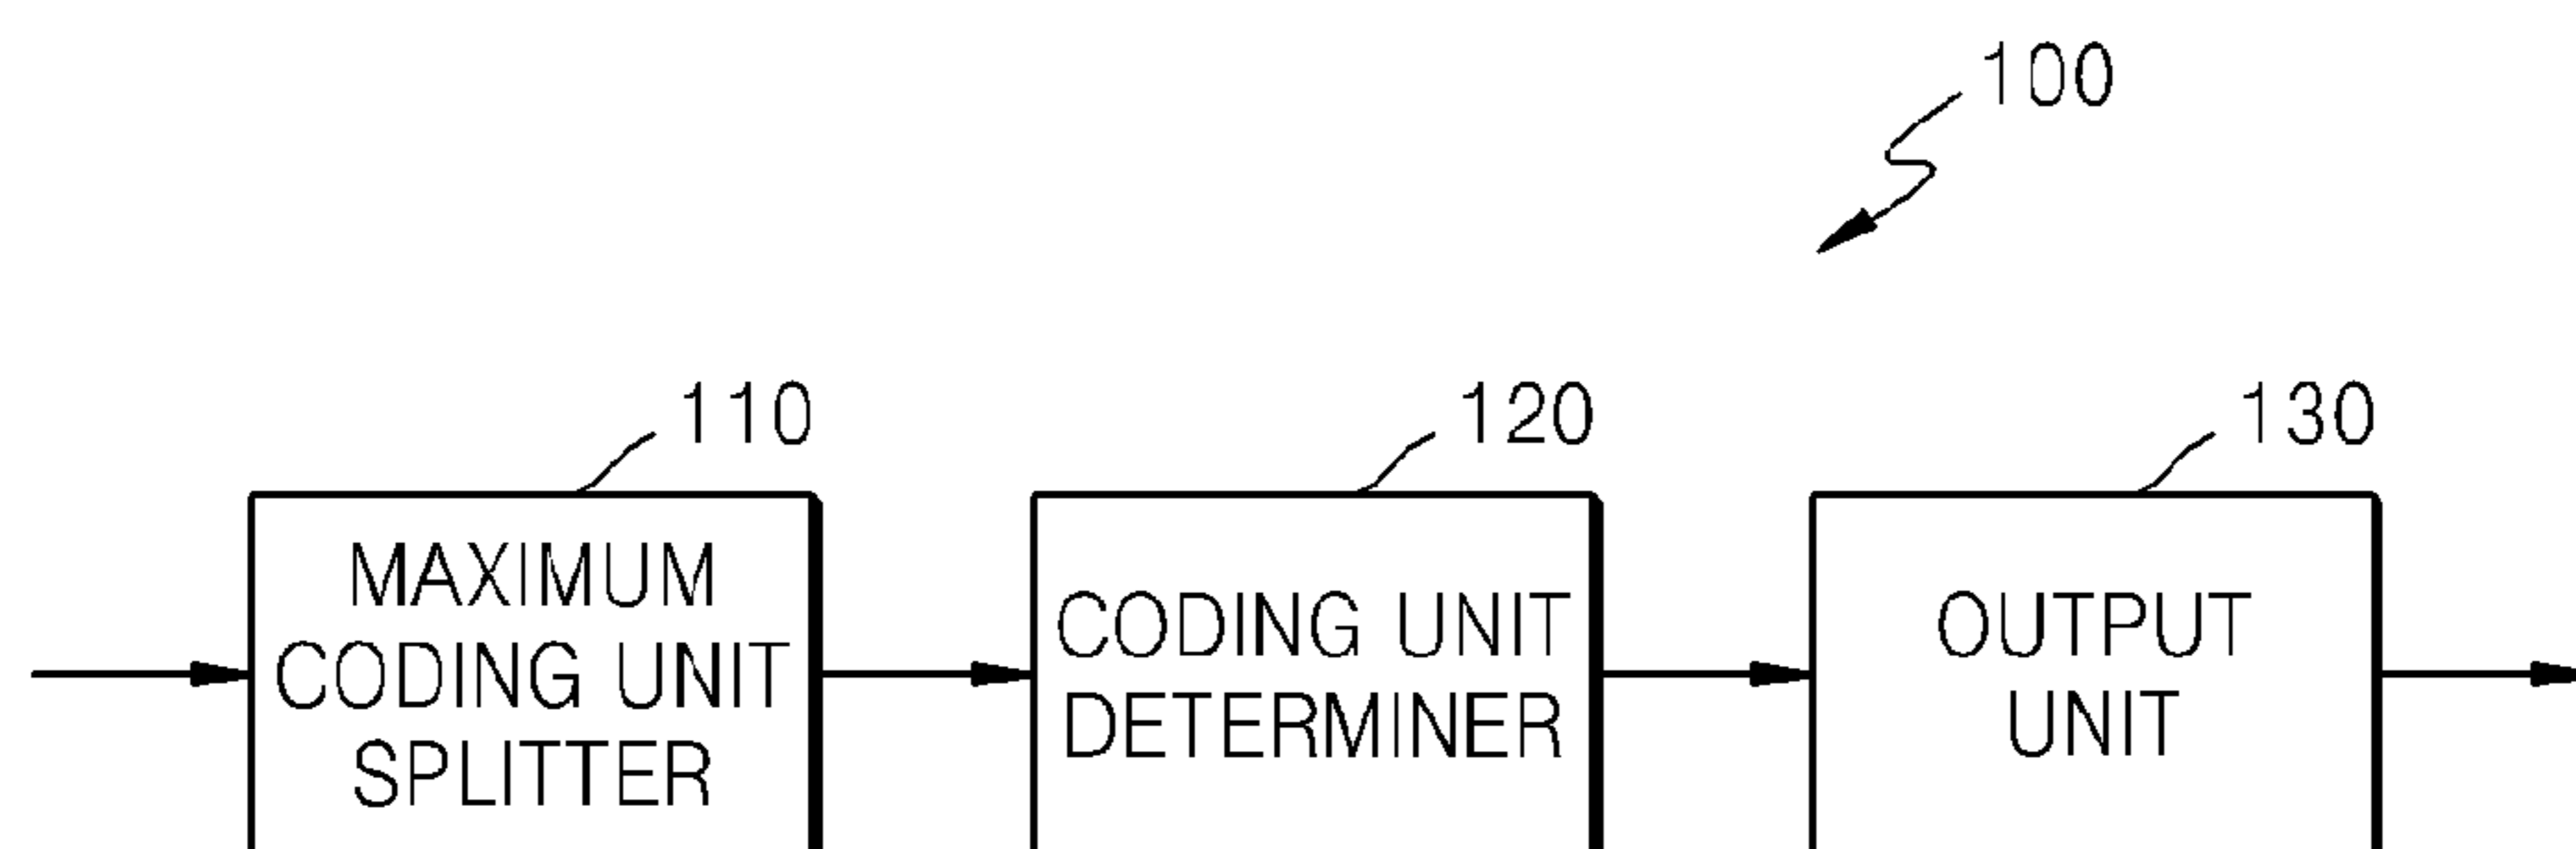 100
110
120
130
MAXIMUM
CODING UNIT
SPLITTER
CODING UNIT
DETERMINER
OUTPUT
UNIT